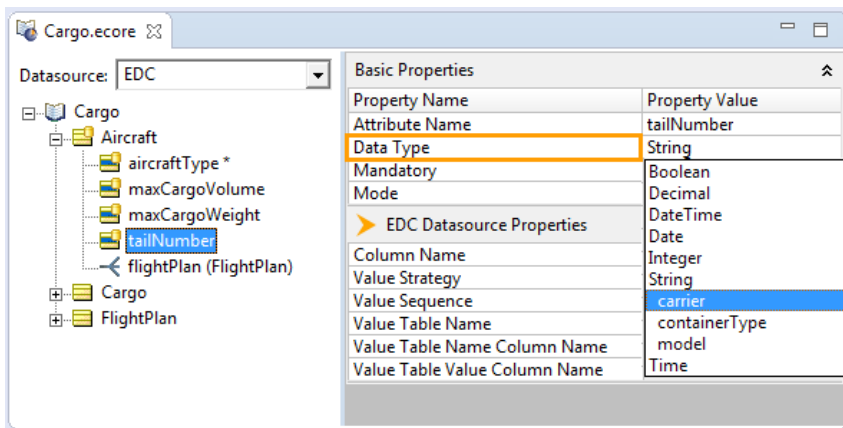 Cargo.ecore
Datasource: EDC
Cargo
Aircraft
aircraftType *
maxCargoVolume
maxCargoWeight
tailNumber
flightPlan (FlightPlan)
Cargo
FlightPlan
Basic Properties
Property Name Property Value
Attribute Name tailNumber
Data Type String
Mandatory
Mode
EDC Datasource Properties
Column Name
Value Strategy
Value Sequence
Value Table Name
Value Table Name Column Name
Value Table Value Column Name
Boolean
Decimal
DateTime
Date
Integer
String
carrier
containerType
model
Time